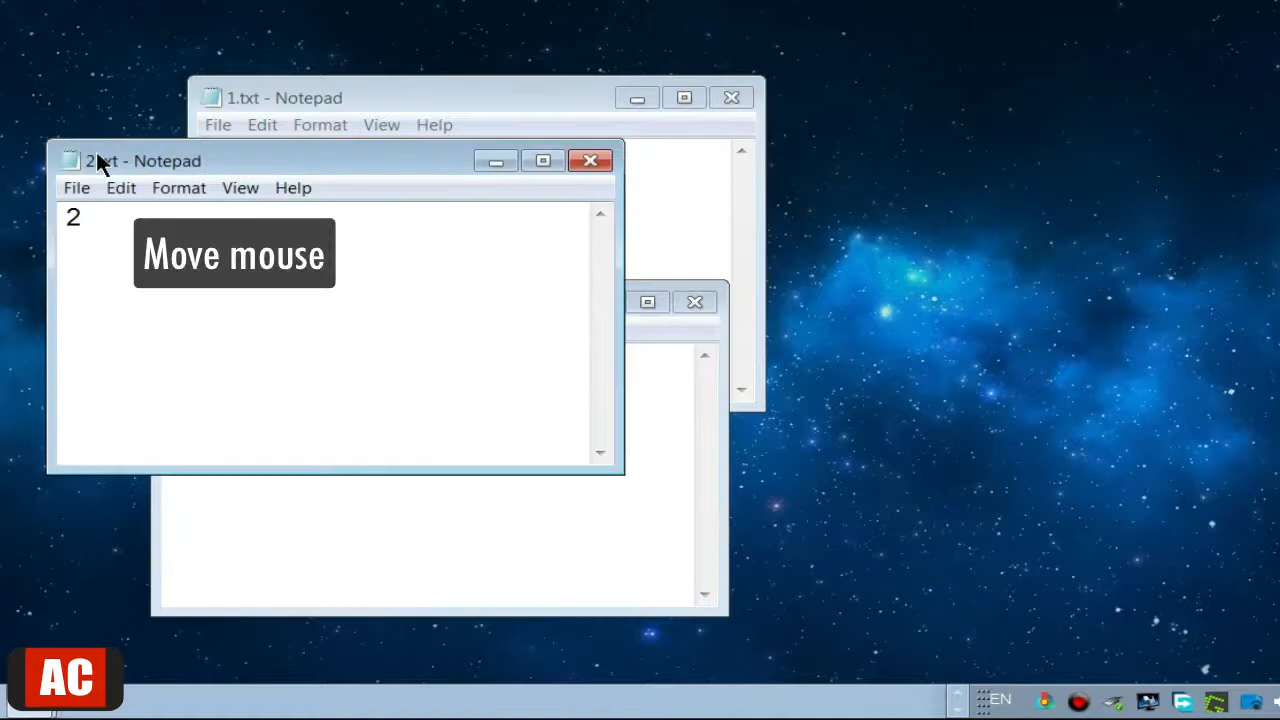 1.txt - Notepad
File Edit Format View Help
2.txt - Notepad
File Edit Format View Help
2
Move mouse
AC
EN